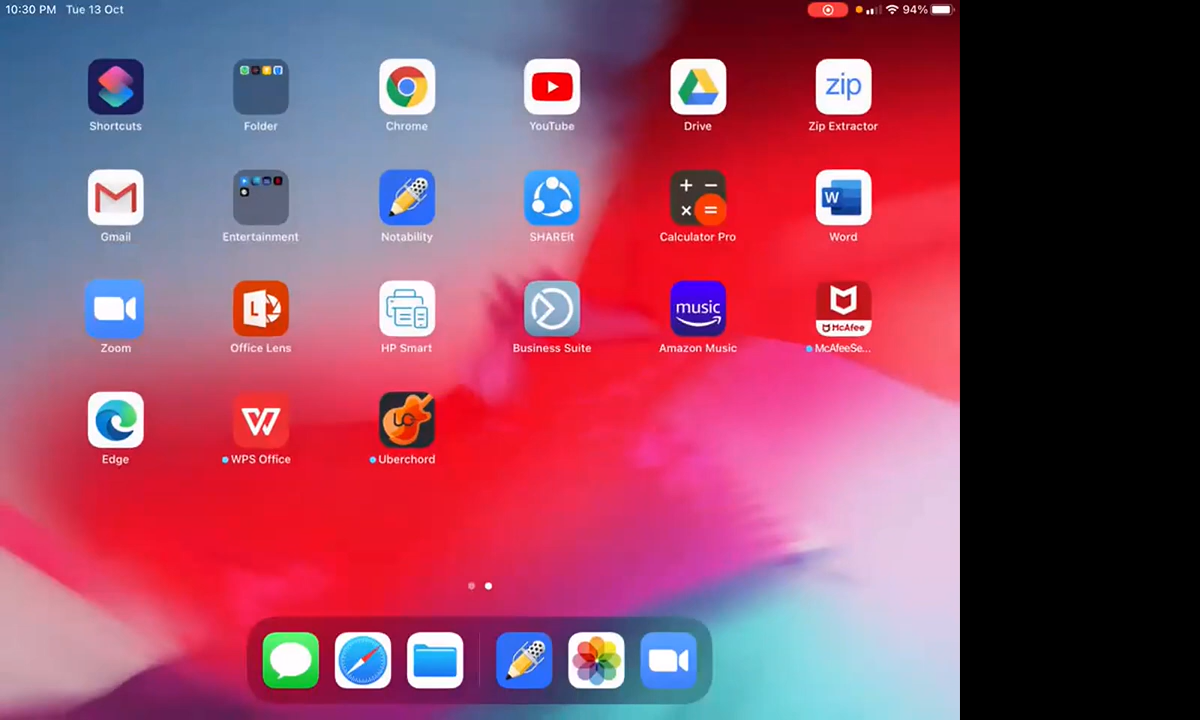 10:30 PM Tue 13 Oct 94%
Shortcuts Folder Chrome YouTube Drive Zip Extractor
zip
Gmail Entertainment Notability SHAREit Calculator Pro Word
W
Zoom Office Lens HP Smart Business Suite Amazon Music McAfeeSe...
L
music
McAfee
Edge WPS Office Uberchord
W
UC